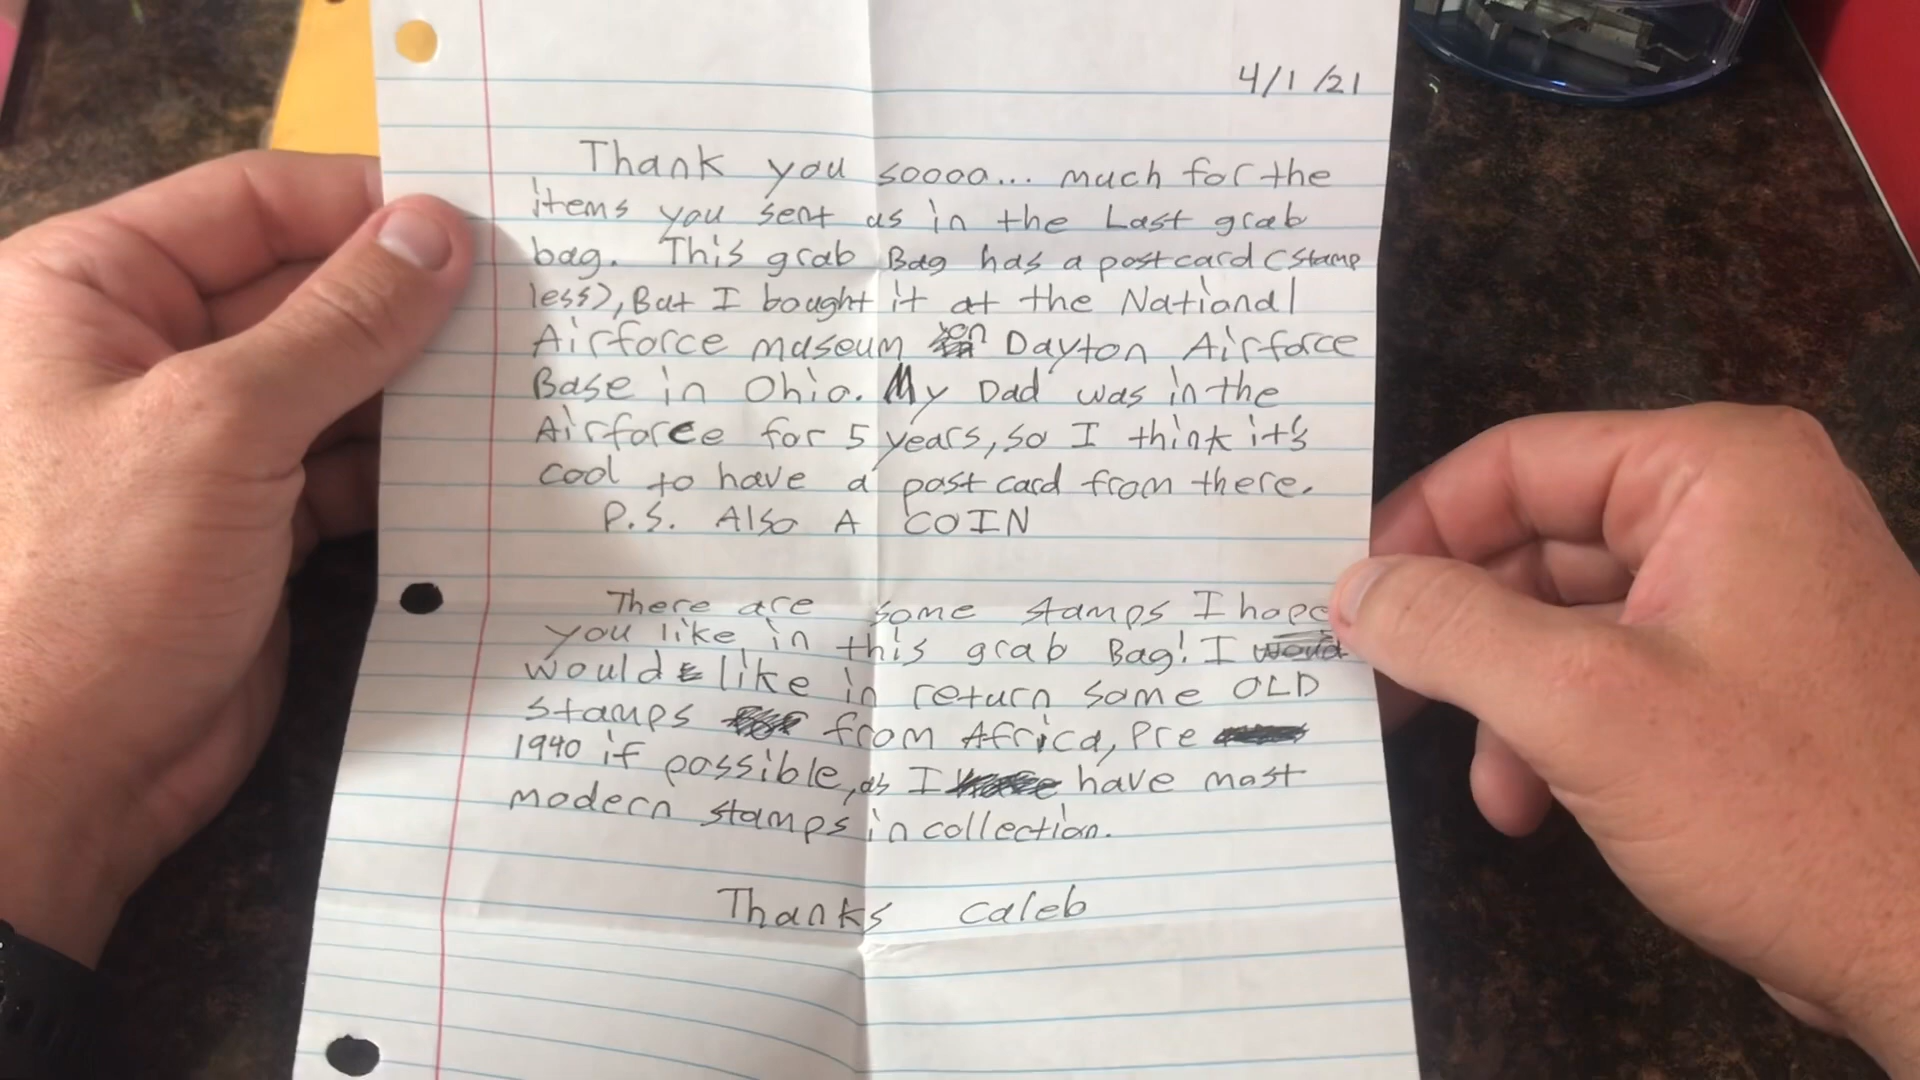 4/1/21
Thank you soooo... much for the
items you sent as in the Last grab
bag. This grab Bag has a postcard (stamp
less), But I bought it at the National
Airforce museum on Dayton Airforce
Base in Ohio. My Dad was in the
Airforce for 5 years, so I think it's
cool to have a post card from there.
P.S. Also A COIN
There are some stamps I hope
you like in this grab Bag! I would
would like in return some OLD
stamps from Africa, Pre
1940 if possible, as I have most
modern stamps in collection.
Thanks Caleb